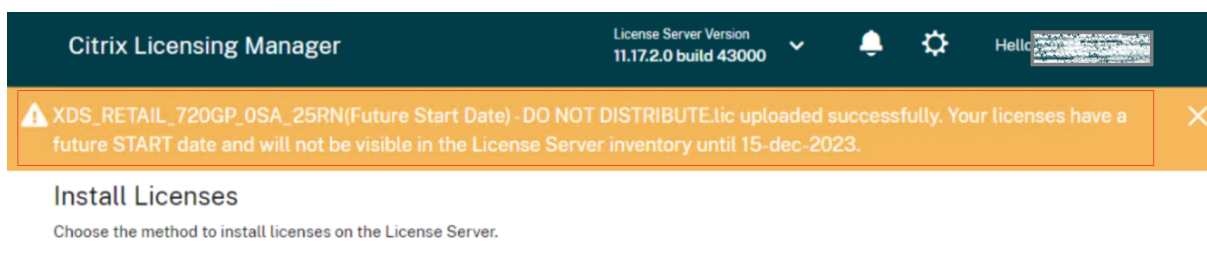 Citrix Licensing Manager
License Server Version
11.17.2.0 build 43000
Hello
XDS_RETAIL_720GP_0SA_25RN(Future Start Date) -DO NOT DISTRIBUTE.lic uploaded successfully. Your licenses have a
future START date and will not be visible in the License Server inventory until 15-dec-2023.
Install Licenses
Choose the method to install licenses on the License Server.